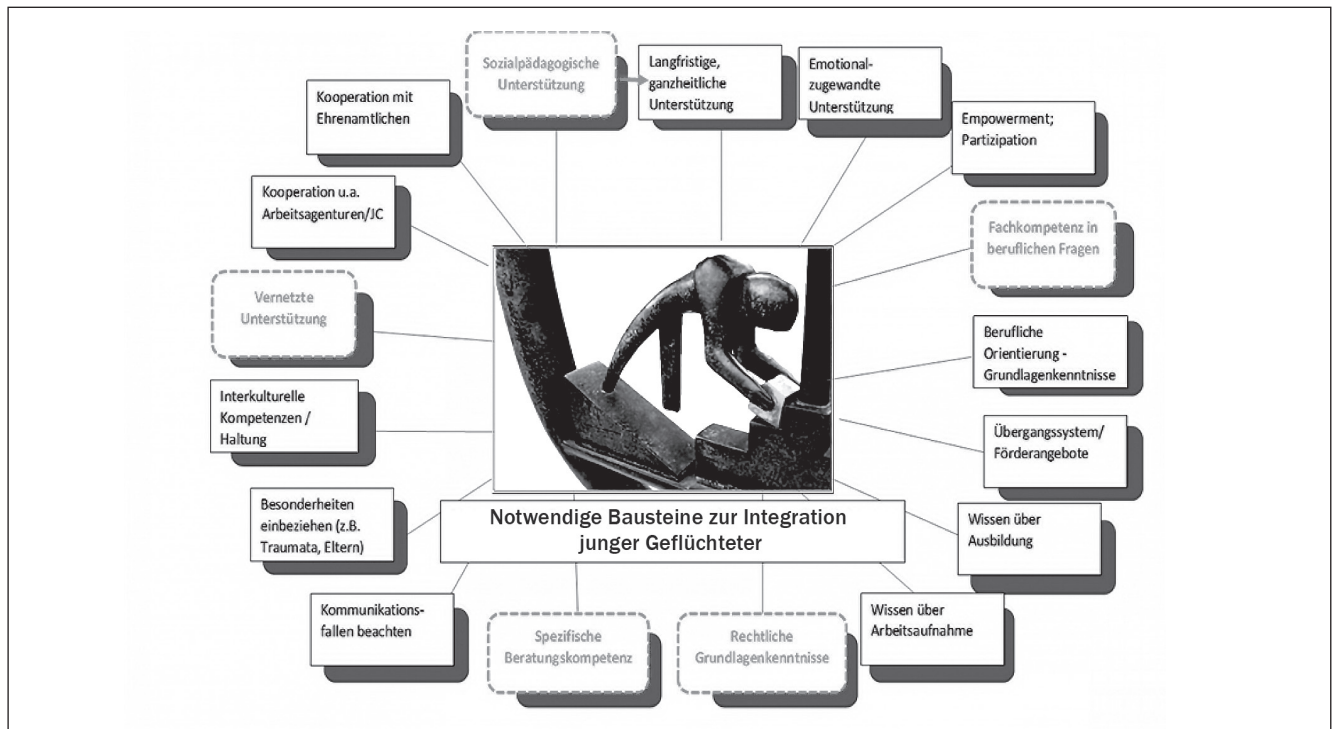 Sozialpädagogische
Unterstützung
Langfristige,
ganzheitliche
Unterstützung
Emotional-
zugewandte
Unterstützung
Empowerment;
Partizipation
Fachkompetenz in
beruflichen Fragen
Berufliche
Orientierung -
Grundlagenkenntnisse
Übergangssystem/
Förderangebote
Wissen über
Ausbildung
Wissen über
Arbeitsaufnahme
Rechtliche
Grundlagenkenntnisse
Spezifische
Beratungskompetenz
Kommunikations-
fallen beachten
Besonderheiten
einbeziehen (z.B.
Traumata, Eltern)
Interkulturelle
Kompetenzen /
Haltung
Vernetzte
Unterstützung
Kooperation u.a.
Arbeitsagenturen/JC
Kooperation mit
Ehrenamtlichen
Notwendige Bausteine zur Integration
junger Geflüchteter